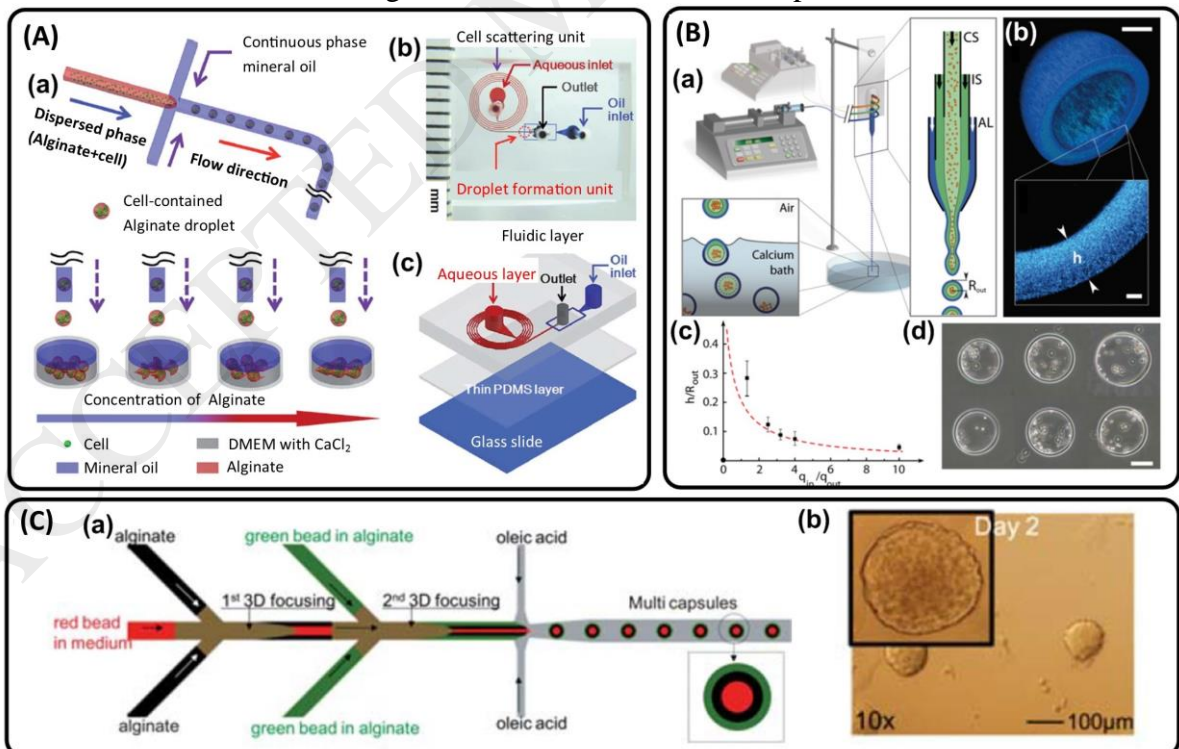 (A)
(a)
Continuous phase
mineral oil
Dispersed phase
(Alginate+cell)
Flow direction
Cell-contained
Alginate droplet
Concentration of Alginate
Cell
DMEM with CaCl2
Mineral oil
Alginate
(b)
Cell scattering unit
Aqueous inlet
Outlet
Oil
inlet
Droplet formation unit
mm
(c)
Fluidic layer
Aqueous layer
Outlet
Oil
inlet
Thin PDMS layer
Glass slide
(B)
(a)
CS
IS
AL
Air
Calcium
bath
Rout
(b)
h
(c)
h/Rout
0.4
0.3
0.2
0.1
0
2
4
6
8
10
qin/qout
(d)
(C)
(a)
alginate
green bead in alginate
oleic acid
1st 3D focusing
2nd 3D focusing
Multi capsules
red bead
in medium
alginate
green bead in alginate
oleic acid
(b)
Day 2
10x
100µm
ACCEPTED M